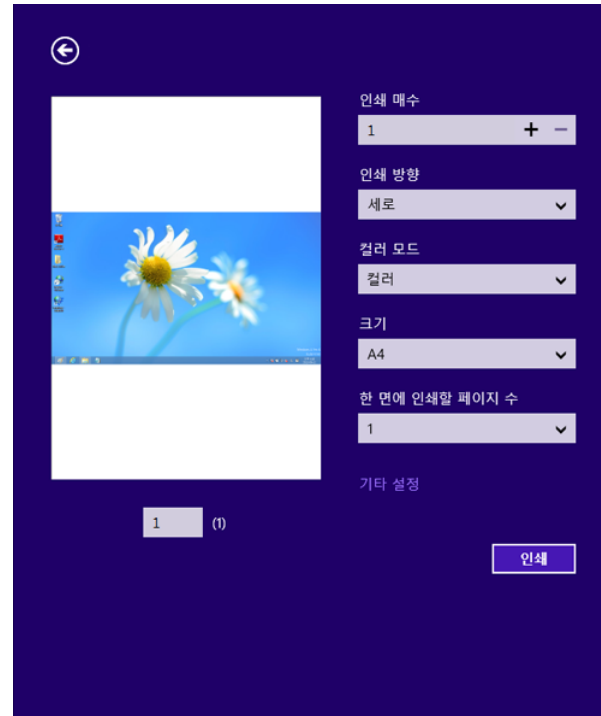 인쇄 매수
1
인쇄 방향
세로
컬러 모드
컬러
크기
A4
한 면에 인쇄할 페이지 수
1
기타 설정
1 (1)
인쇄